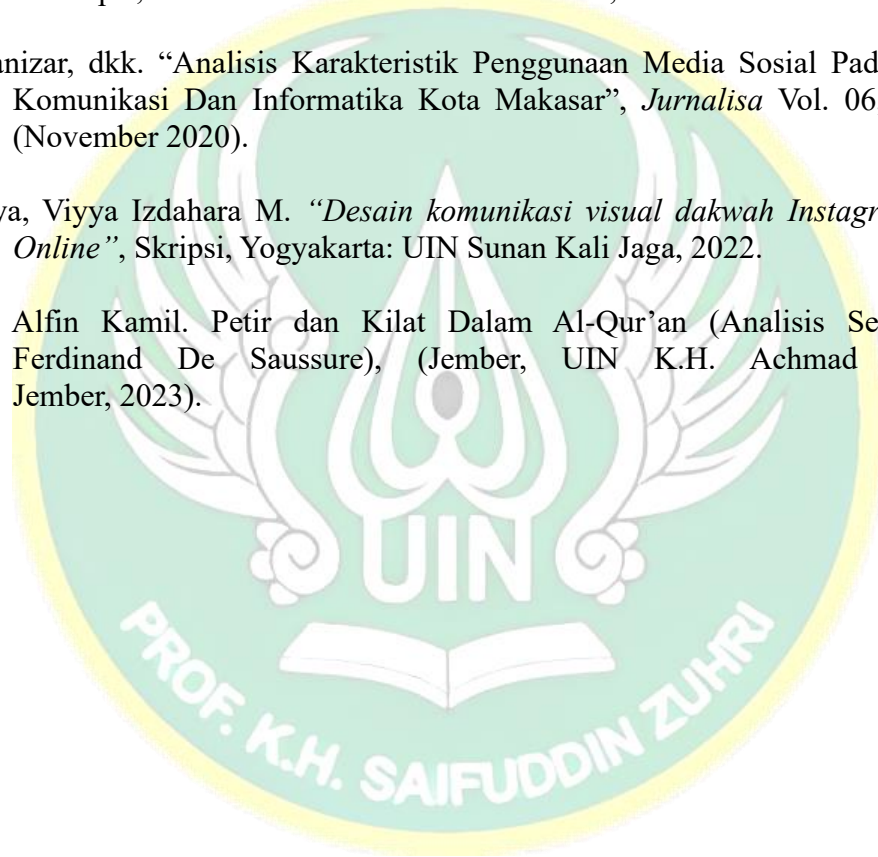 anizar, dkk. “Analisis Karakteristik Penggunaan Media Sosial Pad
Komunikasi Dan Informatika Kota Makasar”, Jurnalisa Vol. 06
(November 2020).
ya, Viyya Izdahara M. “Desain komunikasi visual dakwah Instagr
Online”, Skripsi, Yogyakarta: UIN Sunan Kali Jaga, 2022.
Alfin Kamil. Petir dan Kilat Dalam Al-Qur’an (Analisis Se
Ferdinand De Saussure), (Jember, UIN K.H. Achmad
Jember, 2023).
UIN
PROF. K.H. SAIFUDDIN ZUHRI